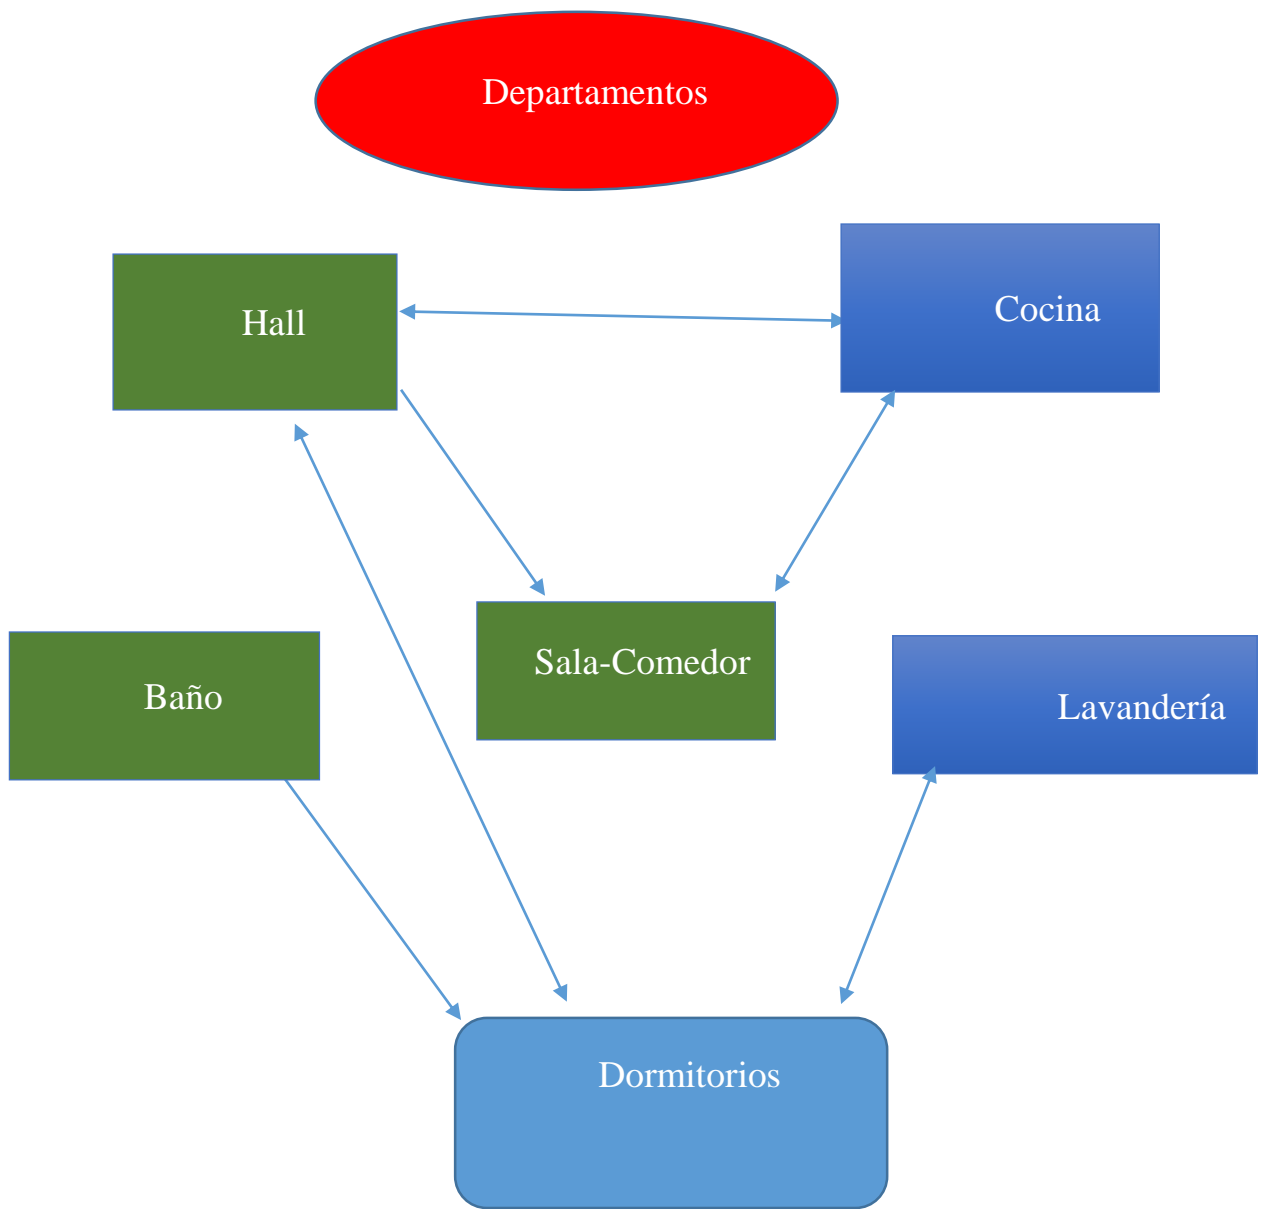 Departamentos
Hall
Cocina
Sala-Comedor
Baño
Lavandería
Dormitorios